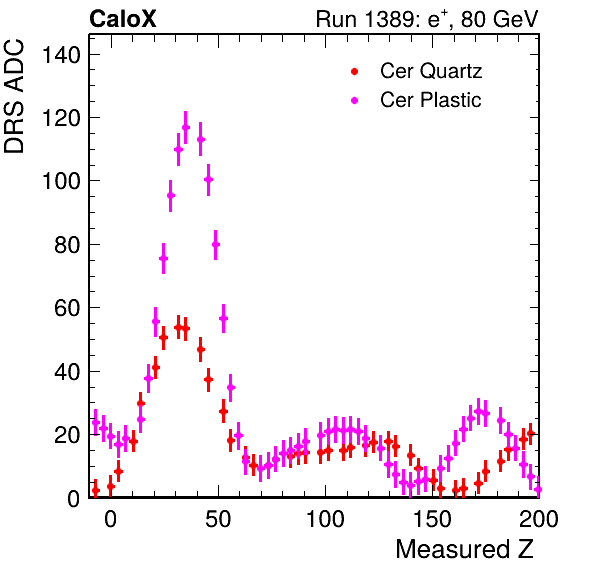 CaloX Run 1389: e⁺, 80 GeV
DRS ADC
Cer Quartz
Cer Plastic
140
120
100
80
60
40
20
0
0 50 100 150 200
Measured Z